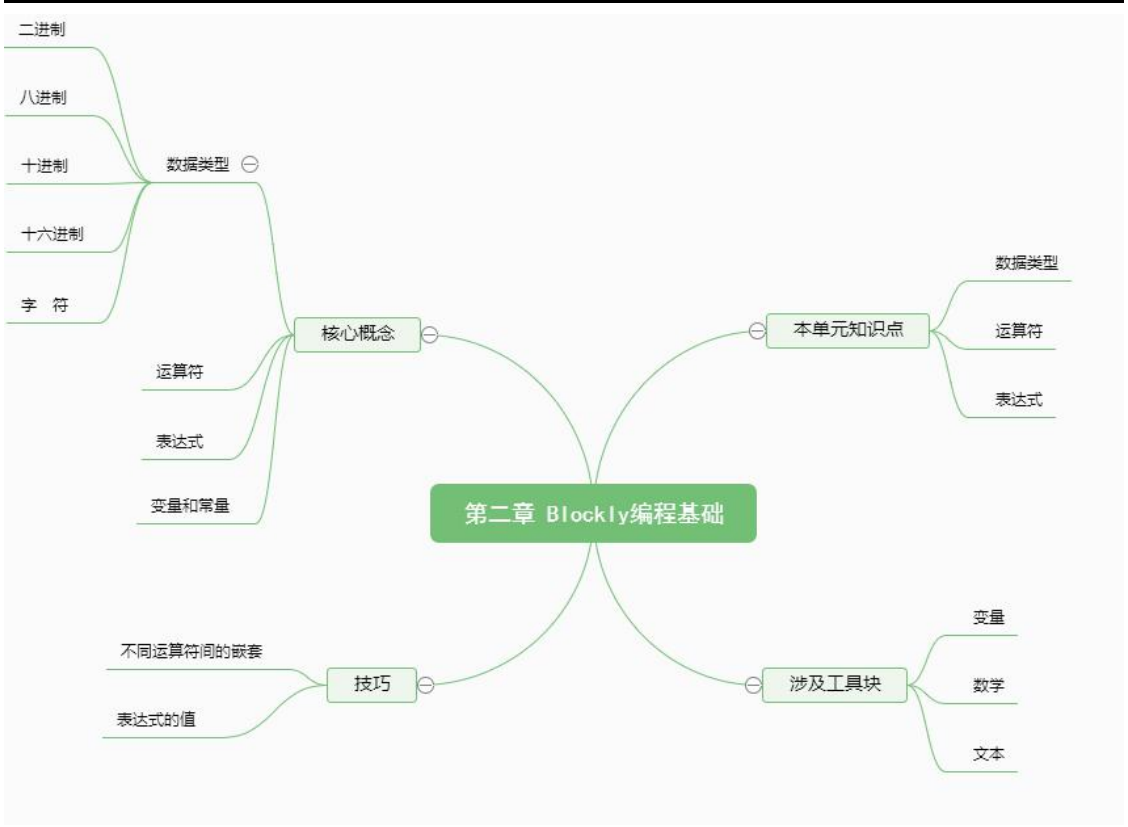 二进制
八进制
十进制
十六进制
字 符
数据类型
核心概念
运算符
表达式
变量和常量
本单元知识点
数据类型
运算符
表达式
第二章 Blockly编程基础
不同运算符间的嵌套
表达式的值
技巧
涉及工具块
变量
数学
文本